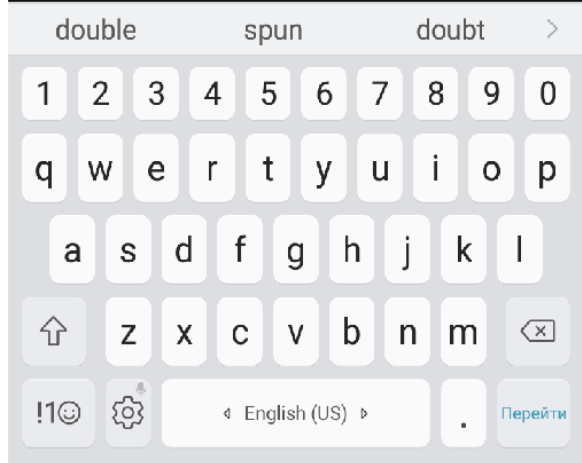 double spun doubt >
1 2 3 4 5 6 7 8 9 0
q w e r t y u i o p
a s d f g h j k l
z x c v b n m
!1☺ English (US) . Перейти